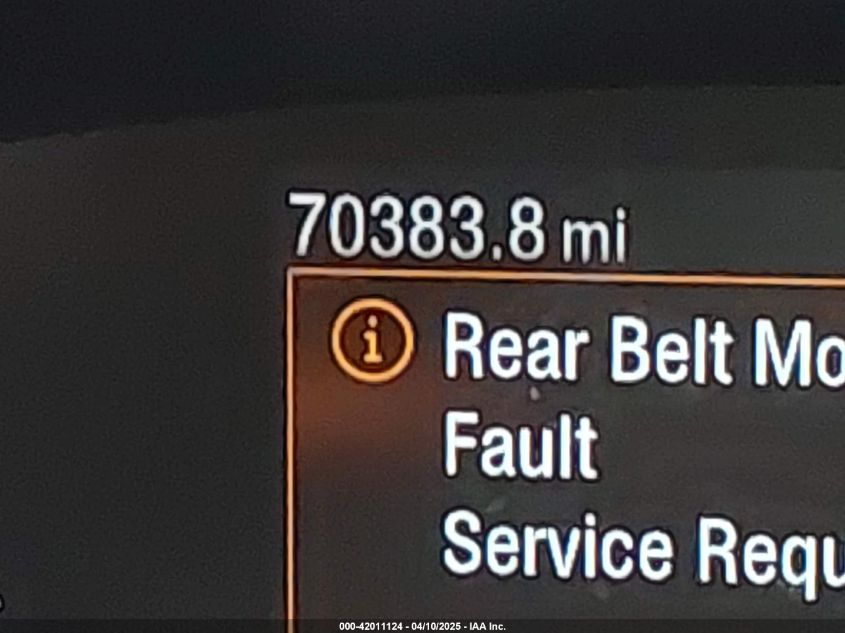 70383.8 mi
i
Rear Belt Mo
Fault
Service Requ
000-42011124 - 04/10/2025 - IAA Inc.